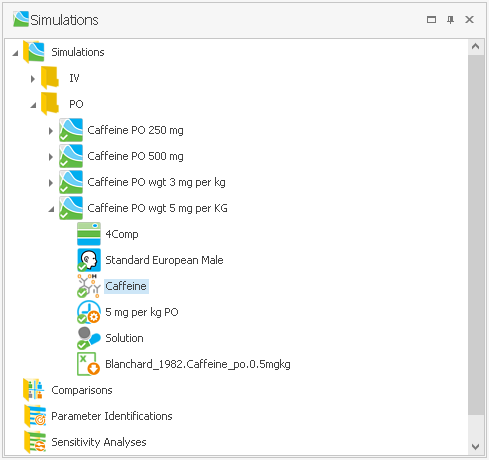 Simulations
Simulations
IV
PO
Caffeine PO 250 mg
Caffeine PO 500 mg
Caffeine PO wgt 3 mg per kg
Caffeine PO wgt 5 mg per KG
4Comp
Standard European Male
Caffeine
5 mg per kg PO
Solution
Blanchard_1982.Caffeine_po.0.5mgkg
Comparisons
Parameter Identifications
Sensitivity Analyses